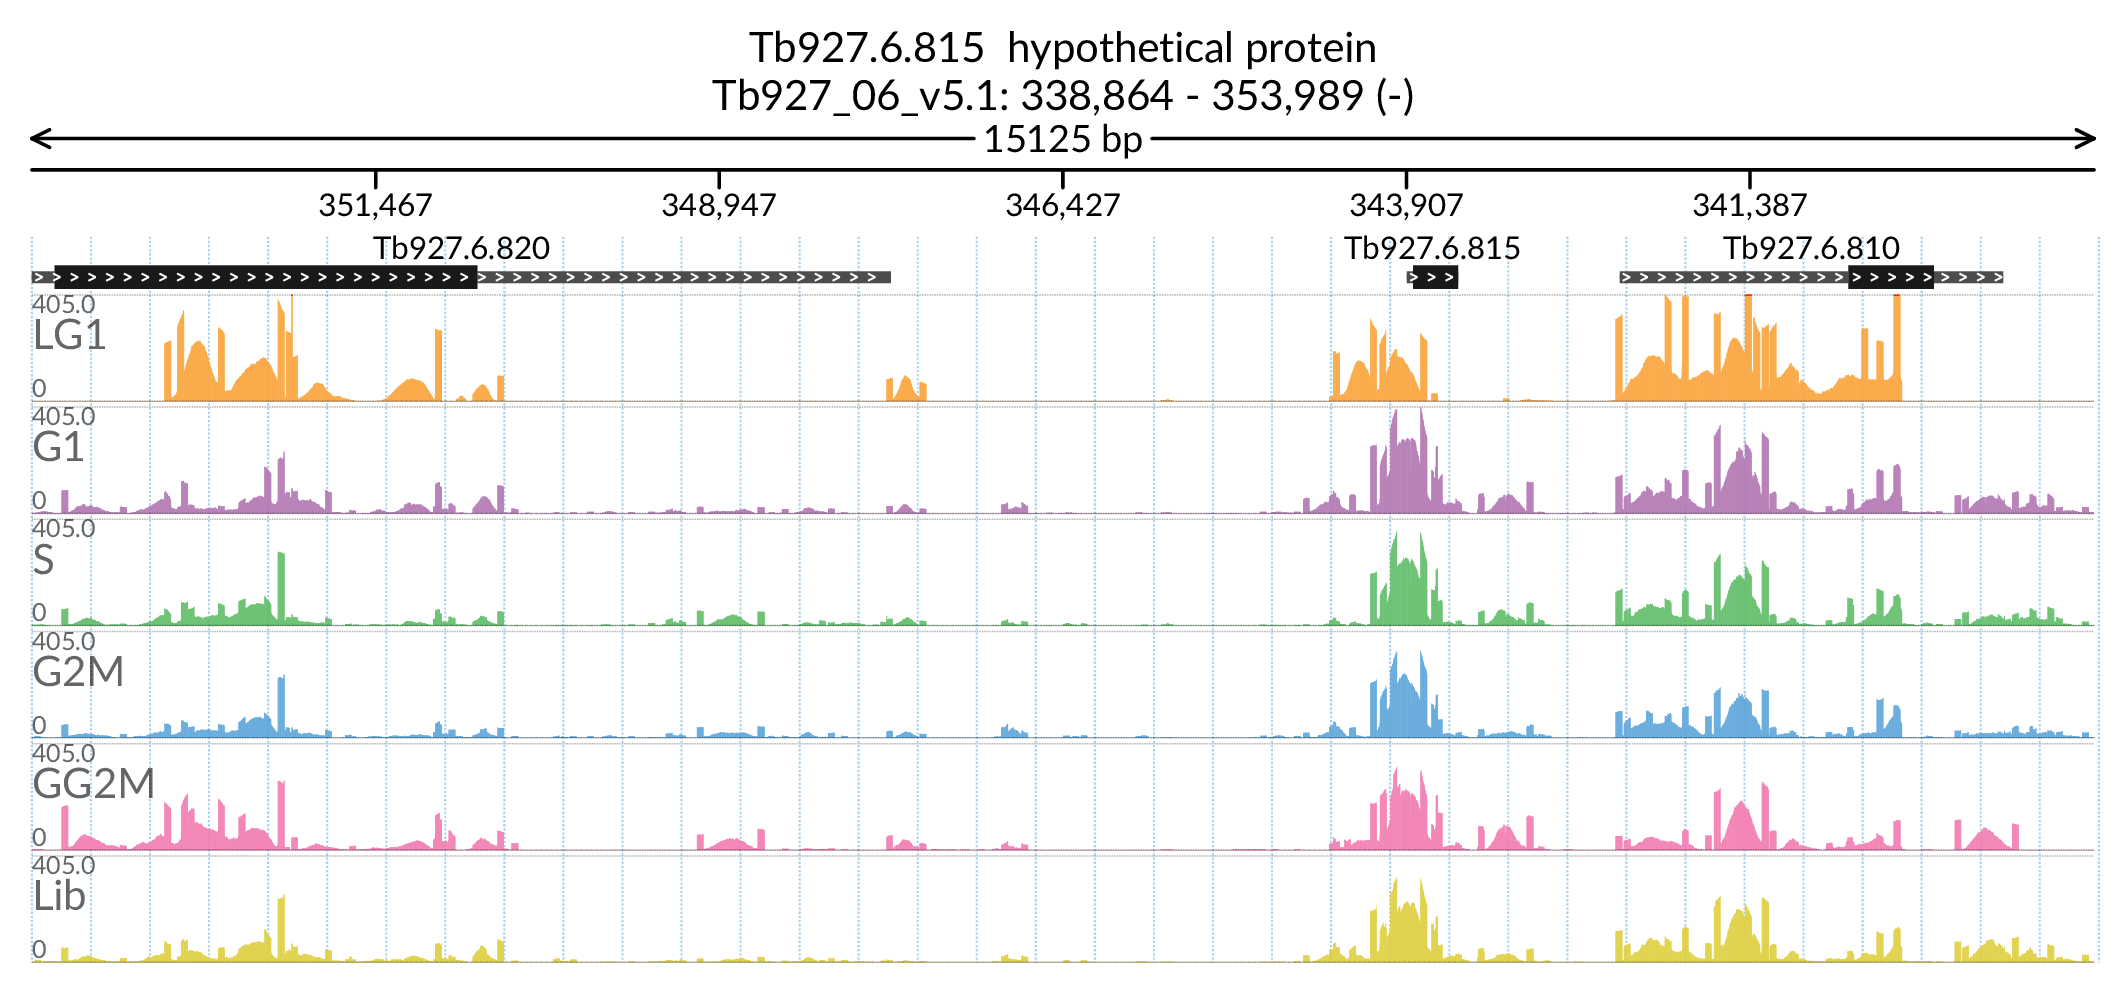 Tb927.6.815  hypothetical protein
Tb927_06_v5.1: 338,864 - 353,989 (-)
15125 bp
351,467 348,947 346,427 343,907 341,387
Tb927.6.820 Tb927.6.815 Tb927.6.810
405.0
LG1
0
405.0
G1
0
405.0
S
0
405.0
G2M
0
405.0
GG2M
0
405.0
Lib
0